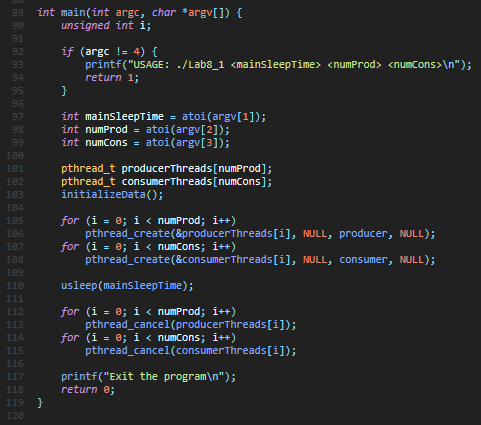 89 int main(int argc, char *argv[]) {
90     unsigned int i;
91
92     if (argc != 4) {
93         printf("USAGE: ./Lab8_1 <mainSleepTime> <numProd> <numCons>\n");
94         return 1;
95     }
96
97     int mainSleepTime = atoi(argv[1]);
98     int numProd = atoi(argv[2]);
99     int numCons = atoi(argv[3]);
100
101     pthread_t producerThreads[numProd];
102     pthread_t consumerThreads[numCons];
103     initializeData();
104
105     for (i = 0; i < numProd; i++)
106         pthread_create(&producerThreads[i], NULL, producer, NULL);
107     for (i = 0; i < numCons; i++)
108         pthread_create(&consumerThreads[i], NULL, consumer, NULL);
109
110     usleep(mainSleepTime);
111
112     for (i = 0; i < numProd; i++)
113         pthread_cancel(producerThreads[i]);
114     for (i = 0; i < numCons; i++)
115         pthread_cancel(consumerThreads[i]);
116
117     printf("Exit the program\n");
118     return 0;
119 }
120